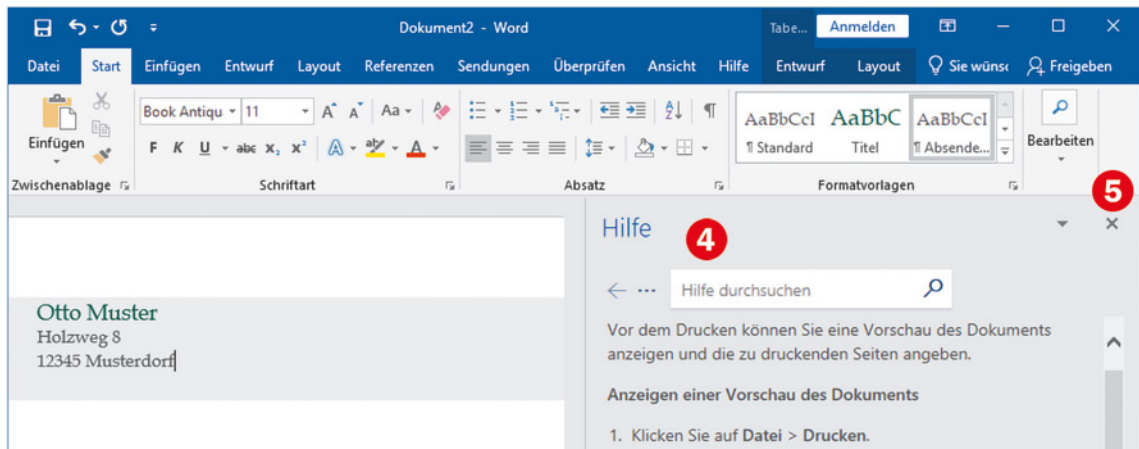 Dokument2 - Word Tabe... Anmelden
Datei Start Einfügen Entwurf Layout Referenzen Sendungen Überprüfen Ansicht Hilfe Entwurf Layout Sie wünsc Freigeben
Book Antiqu 11 A A Aa
AaBbCcI AaBbC AaBbCcI
Einfügen F K U abc x₂ x² A aby A ¶ Standard Titel ¶ Absende... Bearbeiten
Zwischenablage Schriftart Absatz Formatvorlagen
5
Hilfe 4
Hilfe durchsuchen
Otto Muster
Holzweg 8
12345 Musterdorf
Vor dem Drucken können Sie eine Vorschau des Dokuments
anzeigen und die zu druckenden Seiten angeben.
Anzeigen einer Vorschau des Dokuments
1. Klicken Sie auf Datei > Drucken.